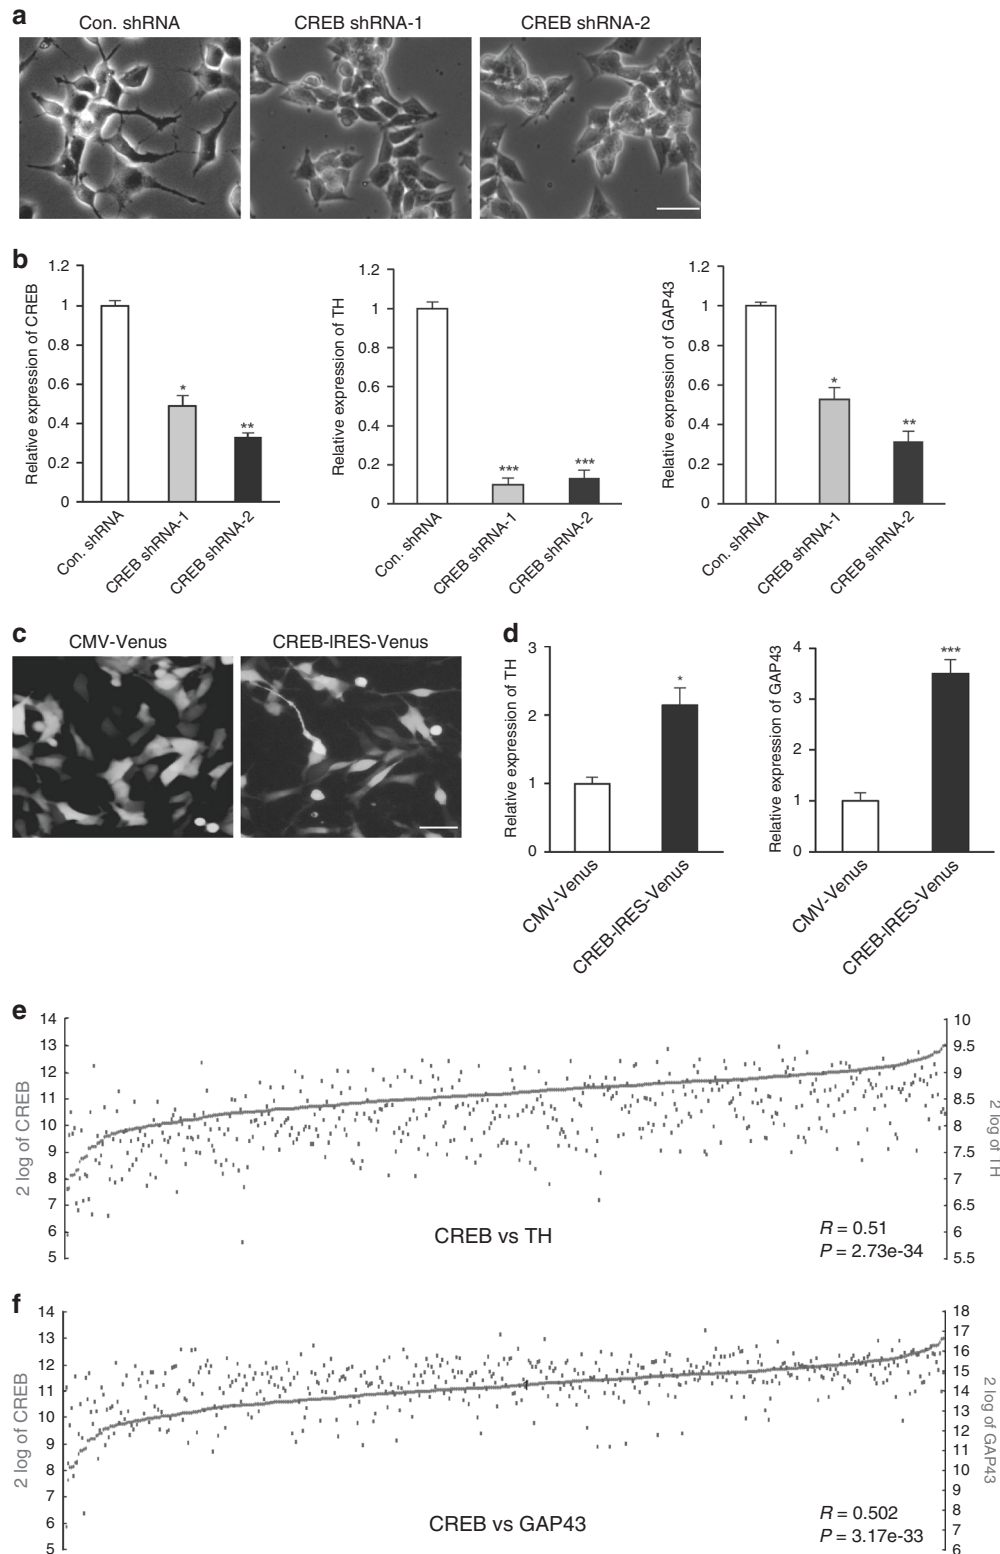 a
Con. shRNA
CREB shRNA-1
CREB shRNA-2
b
Relative expression of CREB
1.2
1
0.8
0.6
0.4
0.2
0
*
**
Con. shRNA
CREB shRNA-1
CREB shRNA-2
Relative expression of TH
1.2
1
0.8
0.6
0.4
0.2
0
***
***
Con. shRNA
CREB shRNA-1
CREB shRNA-2
Relative expression of GAP43
1.2
1
0.8
0.6
0.4
0.2
0
*
**
Con. shRNA
CREB shRNA-1
CREB shRNA-2
c
CMV-Venus
CREB-IRES-Venus
d
Relative expression of TH
3
2
1
0
*
CMV-Venus
CREB-IRES-Venus
Relative expression of GAP43
4
3
4
2
1
0
***
CMV-Venus
CREB-IRES-Venus
e
2 log of CREB
14
13
12
11
10
9
8
7
6
5
10
9.5
9
8.5
8
7.5
7
6.5
6
5.5
2 log of TH
CREB vs TH
R = 0.51
P = 2.73e-34
f
2 log of CREB
14
13
12
11
10
9
8
7
6
5
18
17
16
15
14
13
12
11
10
9
8
7
6
2 log of GAP43
CREB vs GAP43
R = 0.502
P = 3.17e-33